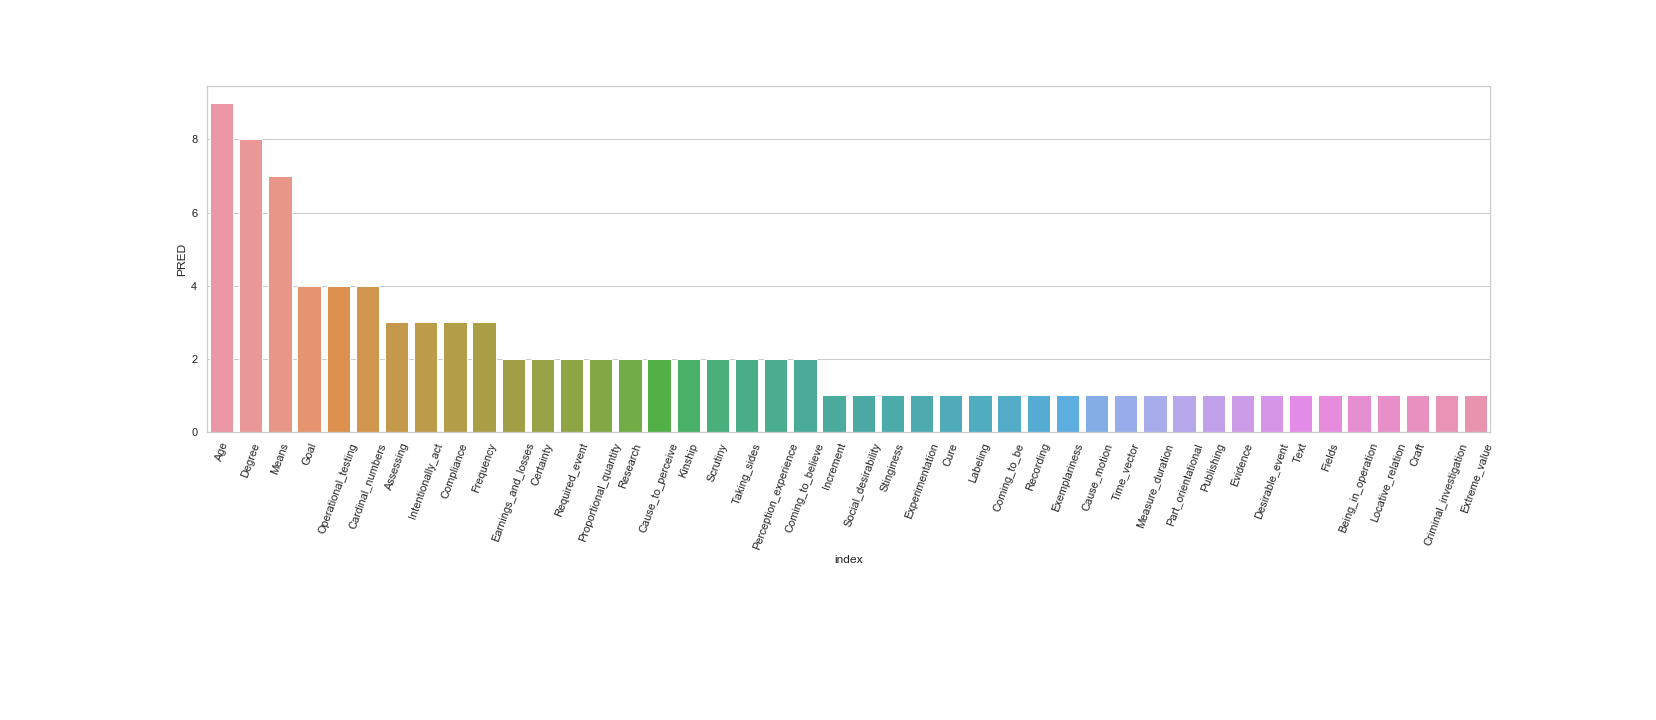 8
6
4
2
0
PRED
Age
Degree
Means
Goal
Operational_testing
Cardinal_numbers
Assessing
Intentionally_act
Compliance
Frequency
Earnings_and_losses
Certainty
Required_event
Proportional_quantity
Research
Cause_to_perceive
Kinship
Scrutiny
Taking_sides
Perception_experience
Coming_to_believe
Increment
Social_desirability
Stinginess
Experimentation
Cure
Labeling
Coming_to_be
Recording
Exemplariness
Cause_motion
Time_vector
Measure_duration
Part_orientational
Publishing
Evidence
Desirable_event
Text
Fields
Being_in_operation
Locative_relation
Craft
Criminal_investigation
Extreme_value
index